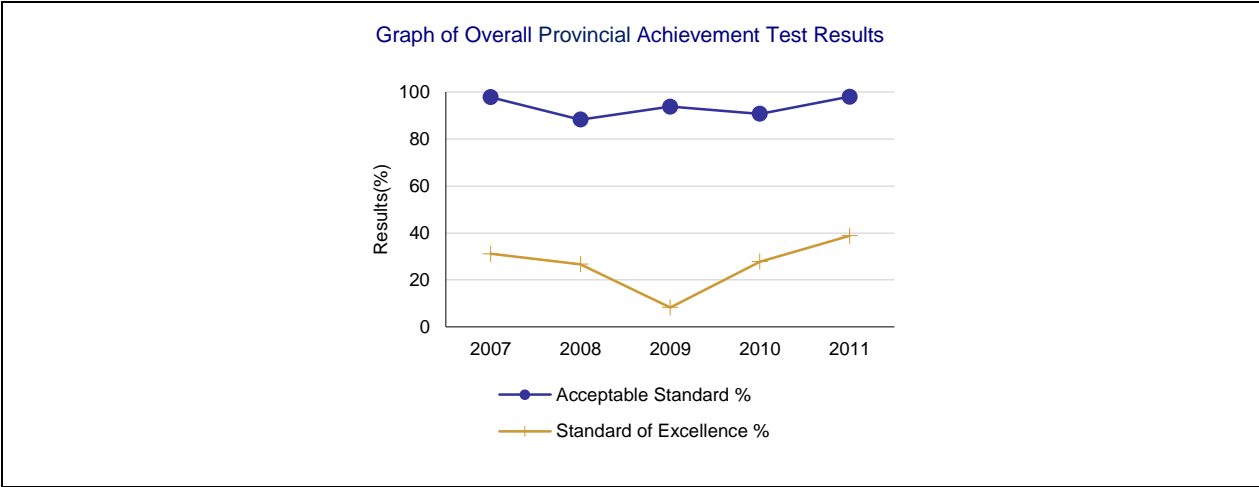 Graph of Overall Provincial Achievement Test Results
100
80
60
40
20
0
Results(%)
2007 2008 2009 2010 2011
Acceptable Standard %
Standard of Excellence %